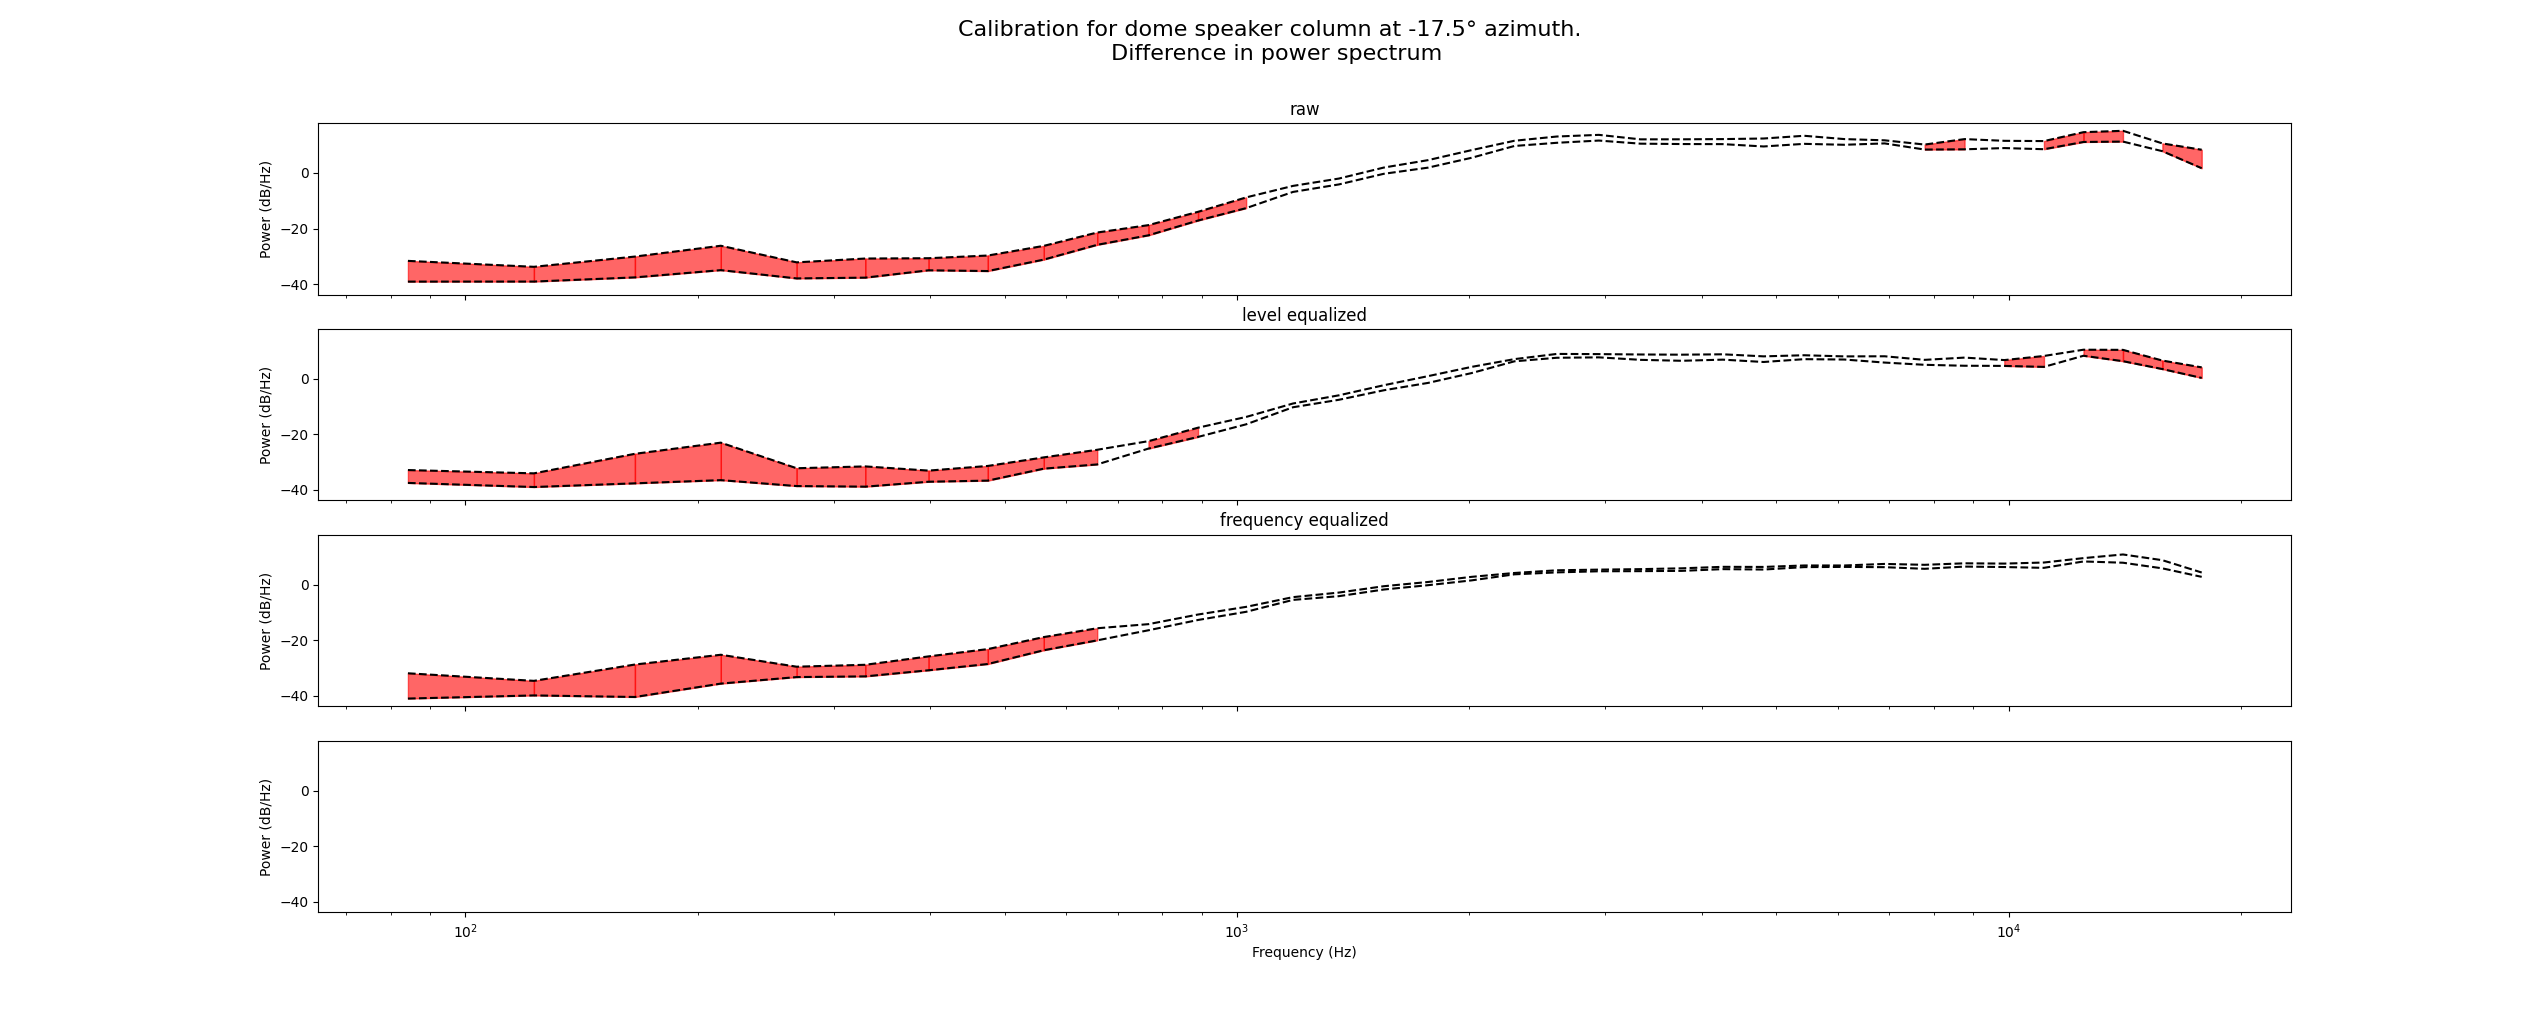 Calibration for dome speaker column at -17.5° azimuth.
Difference in power spectrum
raw
Power (dB/Hz)
0
−20
−40
level equalized
Power (dB/Hz)
0
−20
−40
frequency equalized
Power (dB/Hz)
0
−20
−40
Power (dB/Hz)
0
−20
−40
10² 10³ 10⁴
Frequency (Hz)